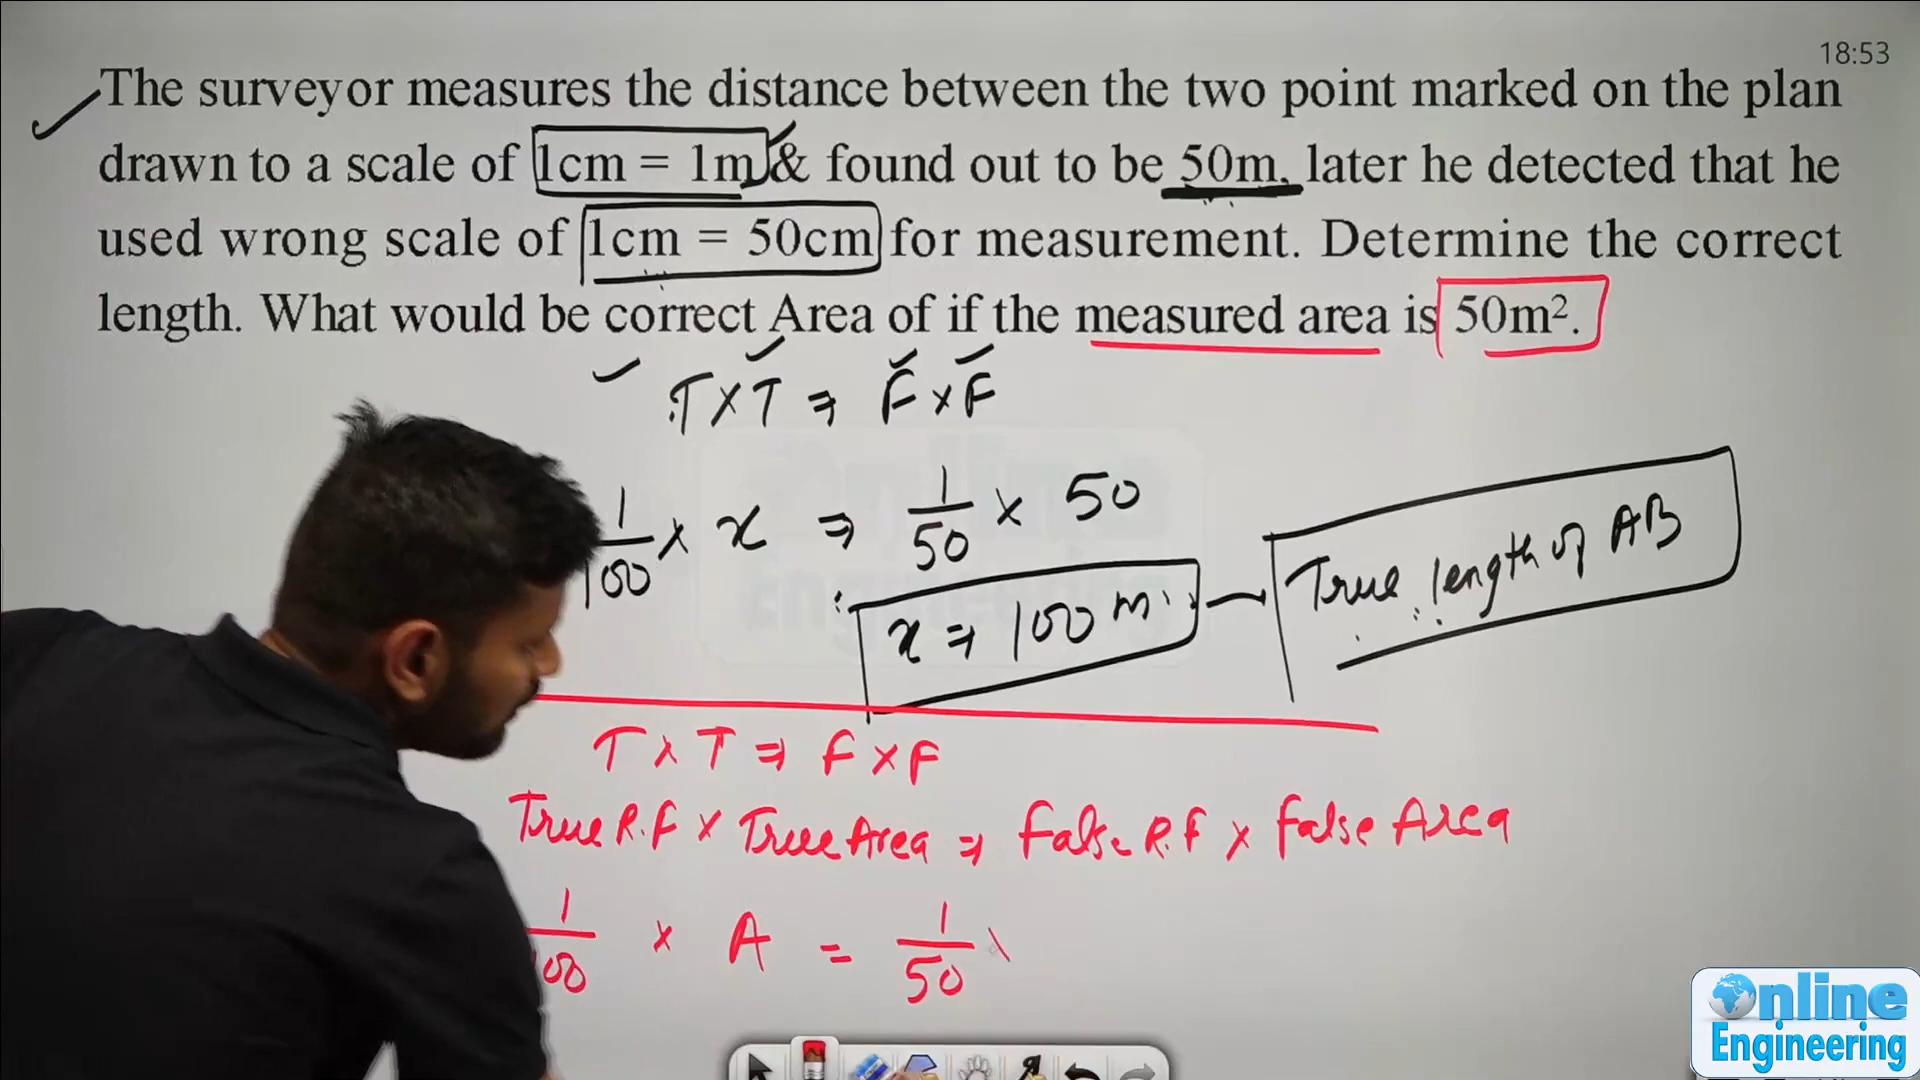 18:53
The surveyor measures the distance between the two point marked on the plan
drawn to a scale of 1cm = 1m & found out to be 50m, later he detected that he
used wrong scale of 1cm = 50cm for measurement. Determine the correct
length. What would be correct Area of if the measured area is 50m².
T×T ⇒ F×F
1/100 × x ⇒ 1/50 × 50
x ⇒ 100 m
True length of AB
T×T ⇒ F×F
True R.F × True Area ⇒ False R.F × False Area
1/100 × A = 1/50
Online
Engineering